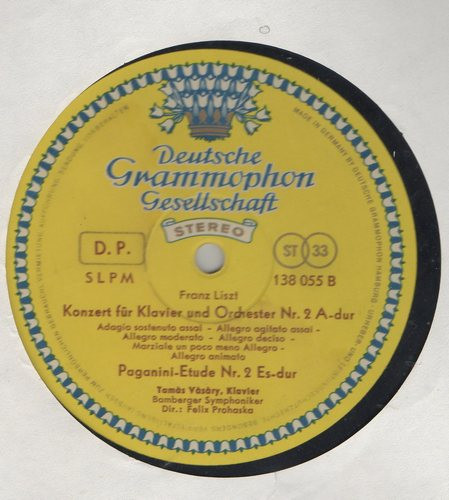 Deutsche
Grammophon
Gesellschaft
STEREO
D. P.
ST 33
SLPM
138 055 B
Franz Liszt
Konzert für Klavier und Orchester Nr. 2 A-dur
Adagio sostenuto assai - Allegro agitato assai -
Allegro moderato - Allegro deciso -
Marziale un poco meno Allegro -
Allegro animato
Paganini-Etude Nr. 2 Es-dur
Tamás Vásáry, Klavier
Bamberger Symphoniker
Dir.: Felix Prohaska
MADE IN GERMANY BY DEUTSCHE GRAMMOPHON HAMBURG